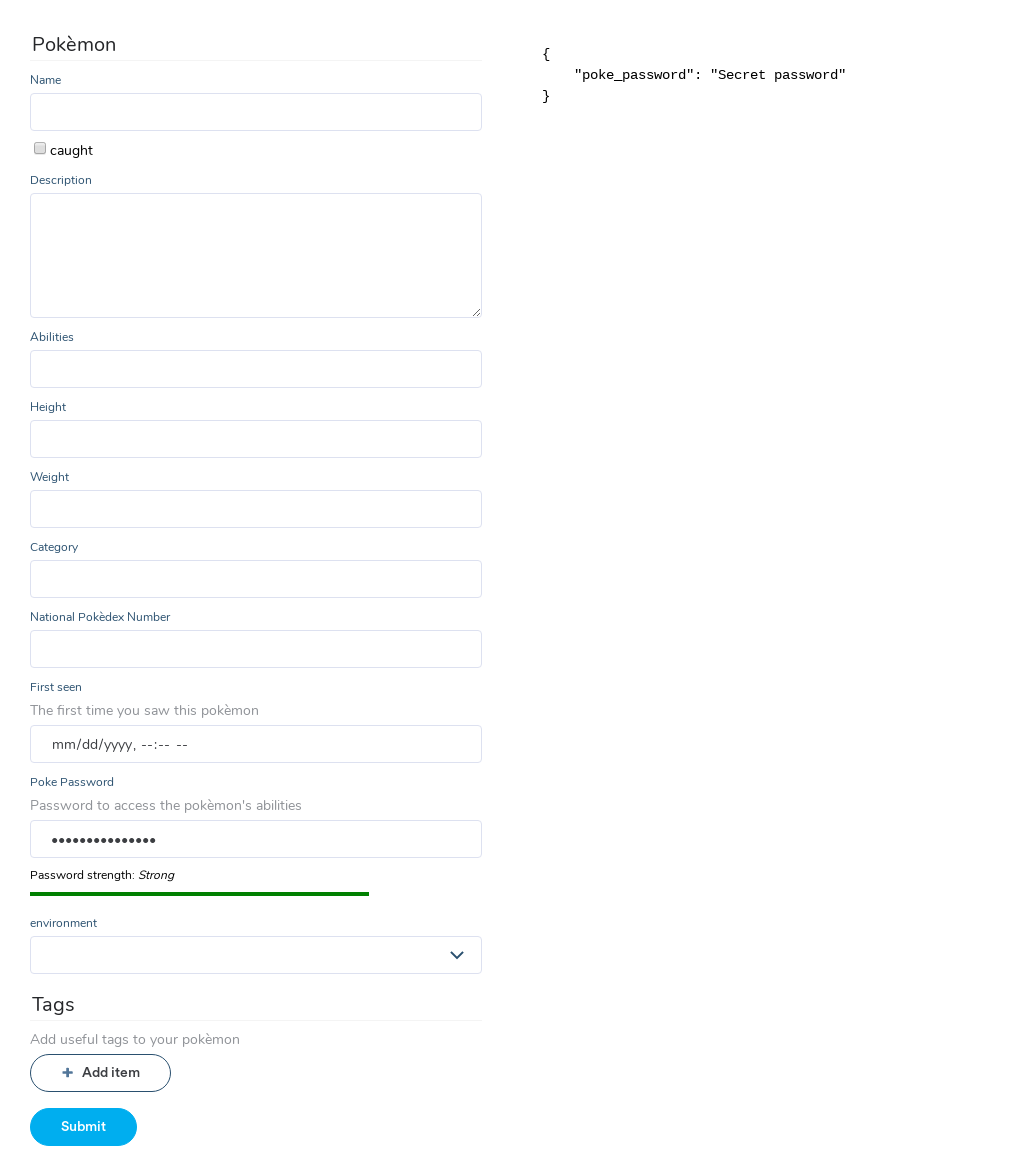 Pokèmon
Name
caught
Description
Abilities
Height
Weight
Category
National Pokèdex Number
First seen
The first time you saw this pokèmon
mm/dd/yyyy, --:-- --
Poke Password
Password to access the pokèmon's abilities
•••••••••••••••
Password strength: Strong
environment
Tags
Add useful tags to your pokèmon
+ Add item
Submit
{
    "poke_password": "Secret password"
}